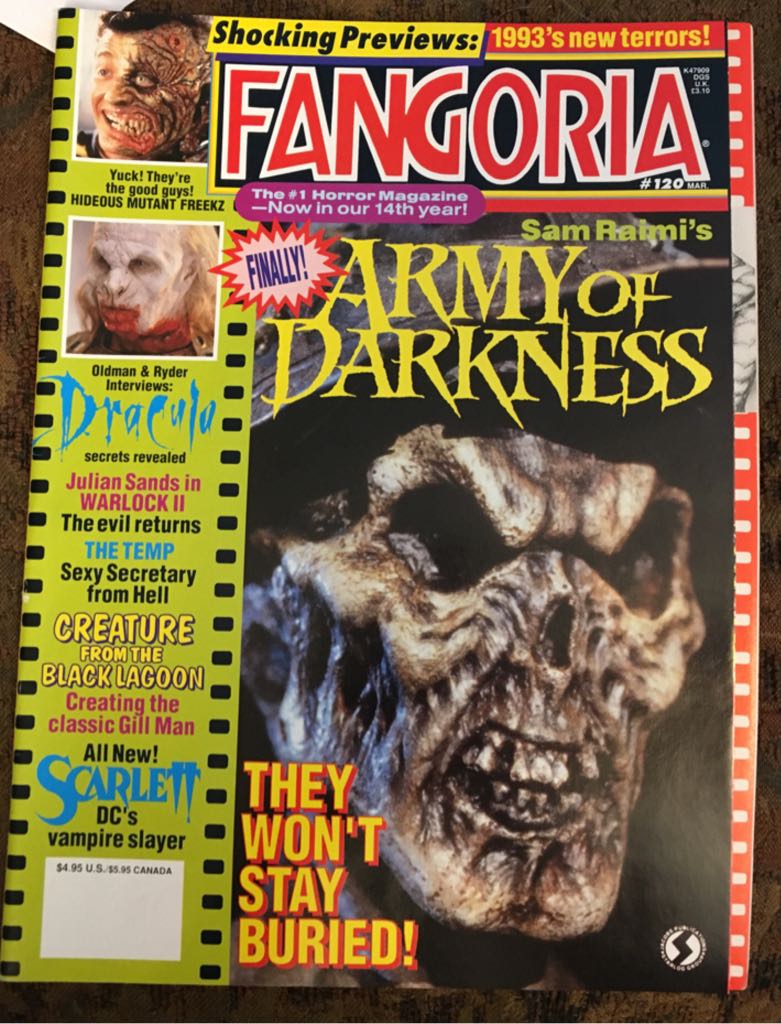 Shocking Previews: 1993's new terrors!
FANGORIA®
K47909
DGS
U.K.
£3.10
#120 MAR.
The #1 Horror Magazine
—Now in our 14th year!
Yuck! They're
the good guys!
HIDEOUS MUTANT FREEKZ
Sam Raimi's
FINALLY!
ARMY OF
DARKNESS
Oldman & Ryder
Interviews:
Dracula
secrets revealed
Julian Sands in
WARLOCK II
The evil returns
THE TEMP
Sexy Secretary
from Hell
CREATURE
FROM THE
BLACK LAGOON
Creating the
classic Gill Man
All New!
SCARLETT
DC's
vampire slayer
$4.95 U.S./$5.95 CANADA
THEY
WON'T
STAY
BURIED!